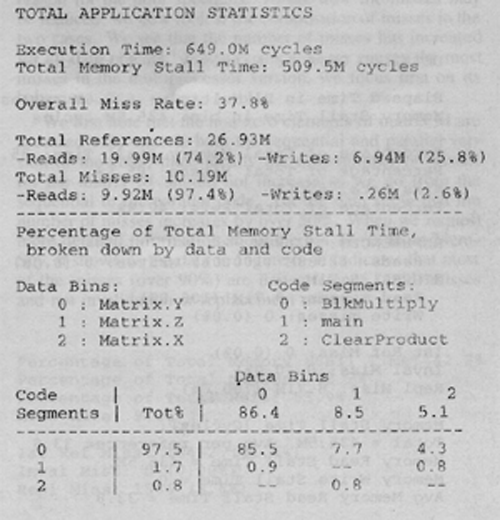 TOTAL APPLICATION STATISTICS
Execution Time: 649.0M cycles
Total Memory Stall Time: 509.5M cycles
Overall Miss Rate: 37.8%
Total References: 26.93M
-Reads: 19.99M (74.2%) -Writes: 6.94M (25.8%)
Total Misses: 10.19M
-Reads: 9.92M (97.4%) -Writes: .26M (2.6%)
Percentage of Total Memory Stall Time,
broken down by data and code
Data Bins: Code Segments:
0 : Matrix.Y 0 : BlkMultiply
1 : Matrix.Z 1 : main
2 : Matrix.X 2 : ClearProduct
Data Bins
Code | | 0 1 2
Segments | Tot% | 86.4 8.5 5.1
0 97.5 85.5 7.7 4.3
1 1.7 0.9 -- 0.8
2 0.8 -- 0.8 --